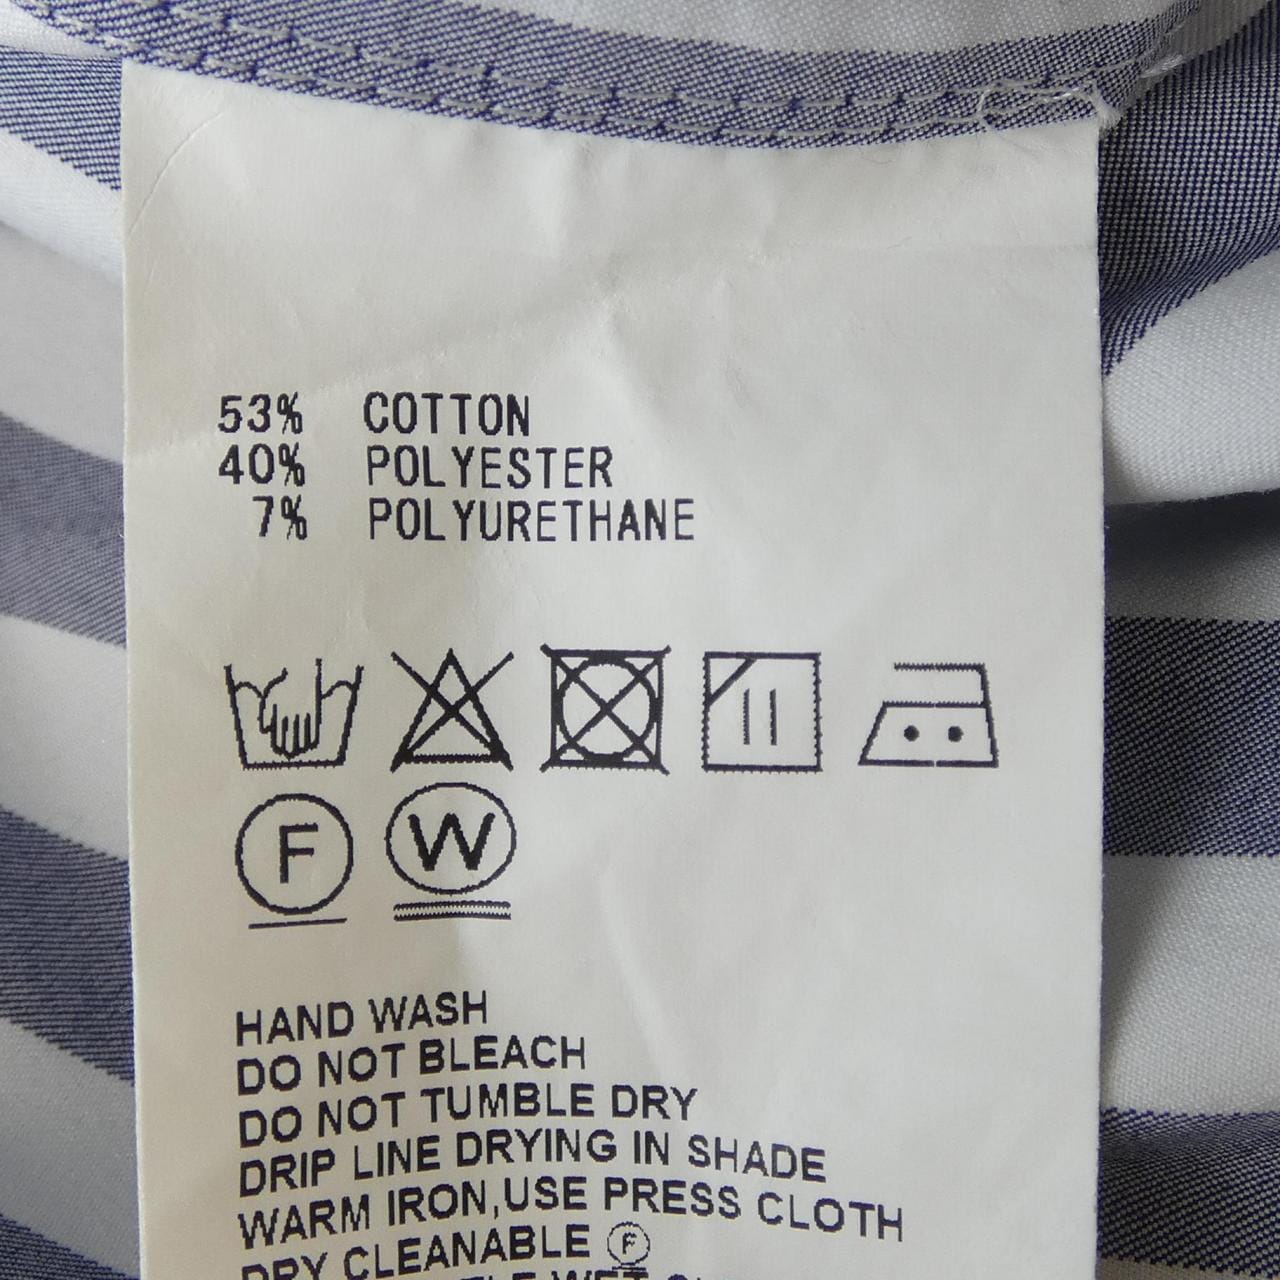 53% COTTON
40% POLYESTER
7% POLYURETHANE
F W
HAND WASH
DO NOT BLEACH
DO NOT TUMBLE DRY
DRIP LINE DRYING IN SHADE
WARM IRON,USE PRESS CLOTH
DRY CLEANABLE F